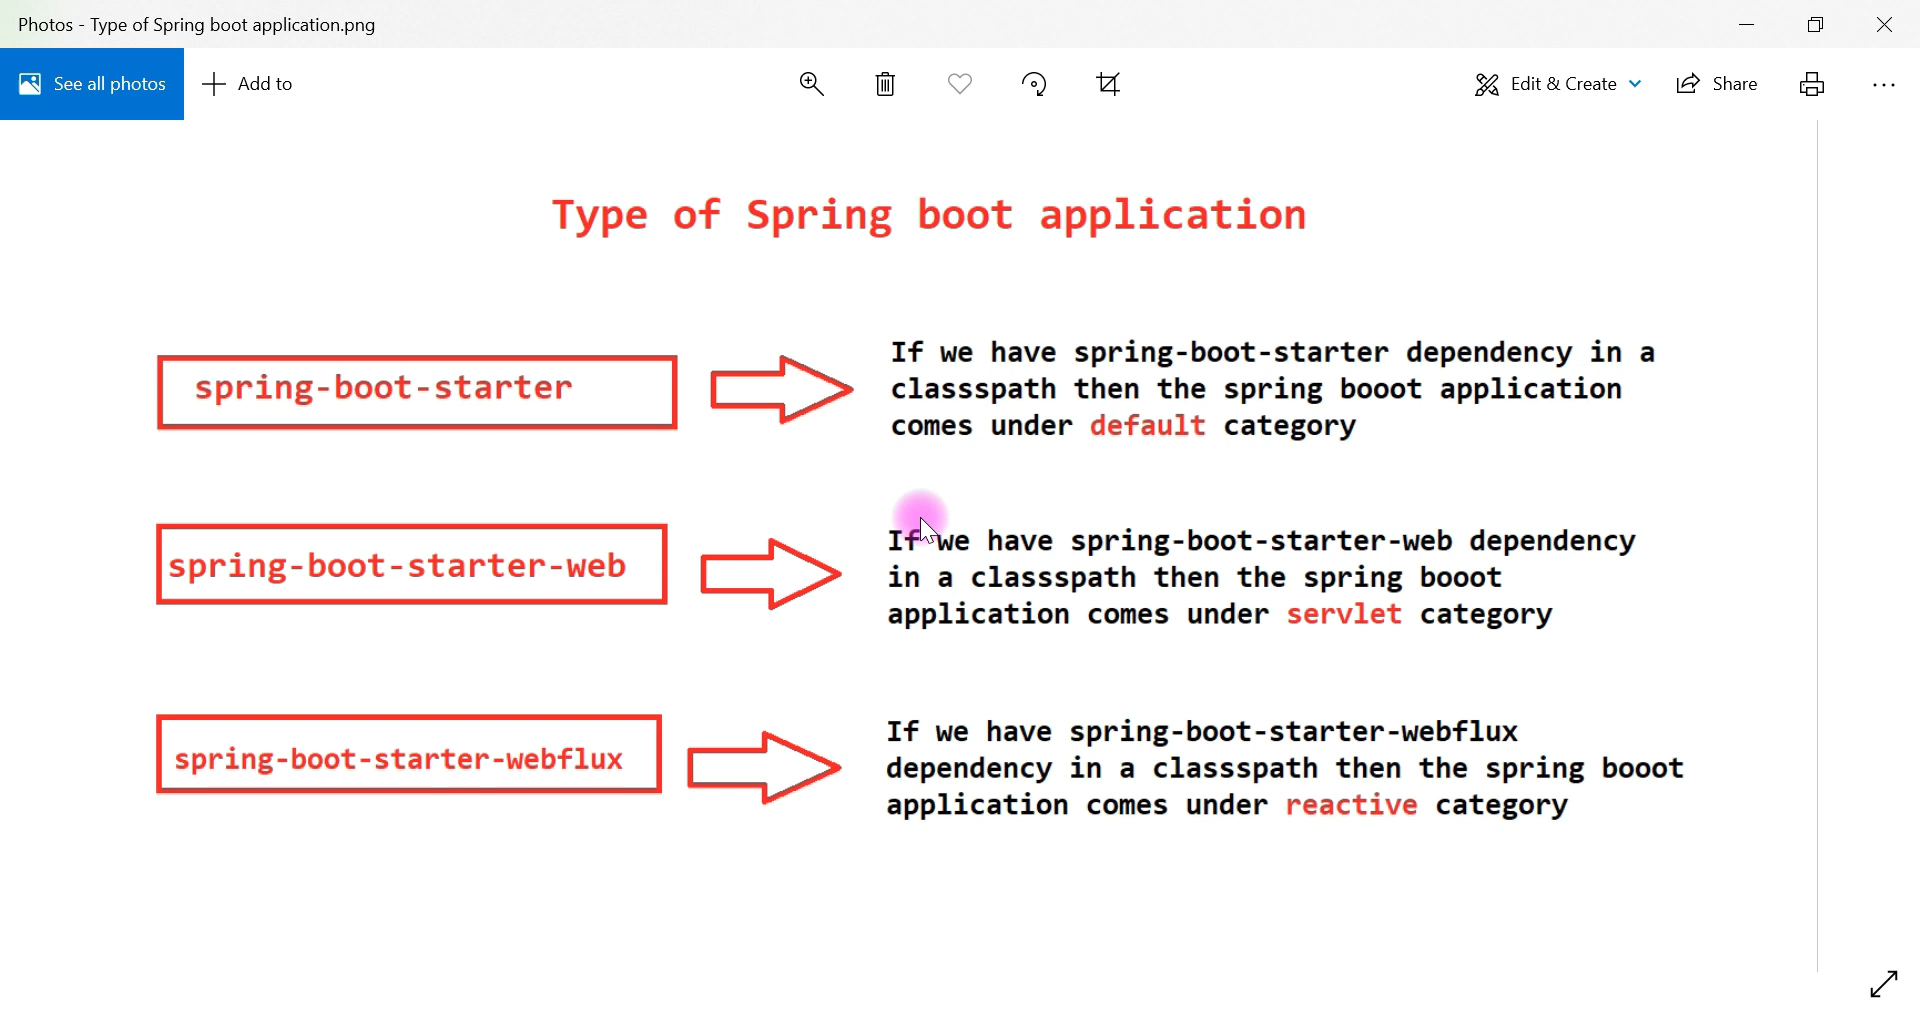 Photos - Type of Spring boot application.png
See all photos
Add to
Edit & Create
Share
Type of Spring boot application
spring-boot-starter
If we have spring-boot-starter dependency in a
classspath then the spring booot application
comes under default category
spring-boot-starter-web
If we have spring-boot-starter-web dependency
in a classspath then the spring booot
application comes under servlet category
spring-boot-starter-webflux
If we have spring-boot-starter-webflux
dependency in a classspath then the spring booot
application comes under reactive category